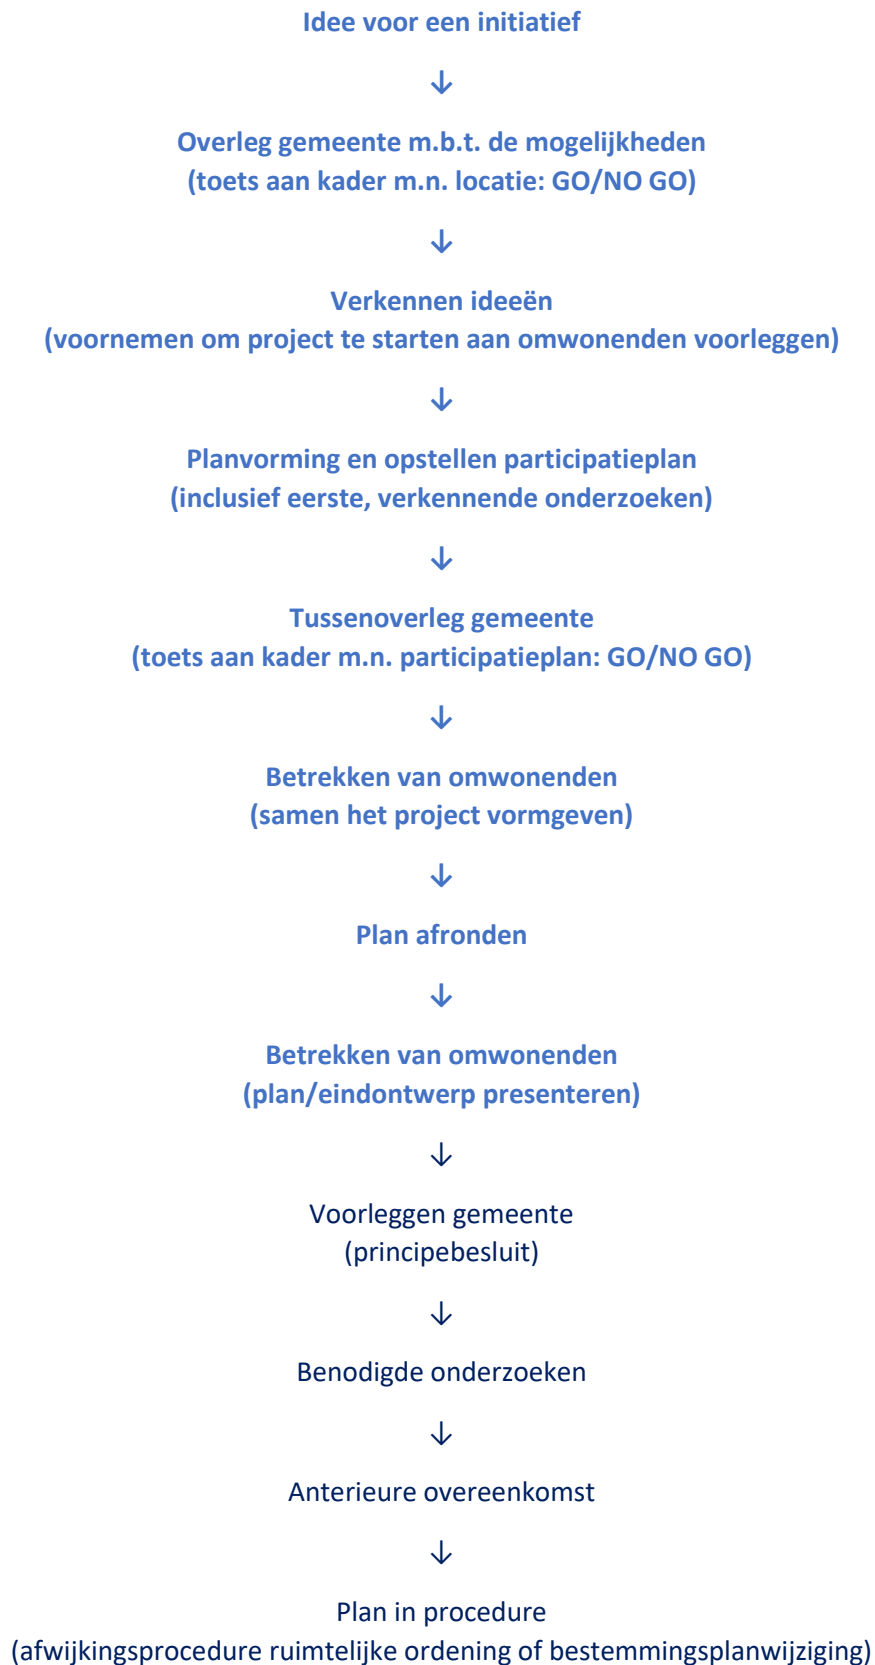 Idee voor een initiatief
↓
Overleg gemeente m.b.t. de mogelijkheden
(toets aan kader m.n. locatie: GO/NO GO)
↓
Verkennen ideeën
(voornemen om project te starten aan omwonenden voorleggen)
↓
Planvorming en opstellen participatieplan
(inclusief eerste, verkennende onderzoeken)
↓
Tussenoverleg gemeente
(toets aan kader m.n. participatieplan: GO/NO GO)
↓
Betrekken van omwonenden
(samen het project vormgeven)
↓
Plan afronden
↓
Betrekken van omwonenden
(plan/eindontwerp presenteren)
↓
Voorleggen gemeente
(principebesluit)
↓
Benodigde onderzoeken
↓
Anterieure overeenkomst
↓
Plan in procedure
(afwijkingsprocedure ruimtelijke ordening of bestemmingsplanwijziging)